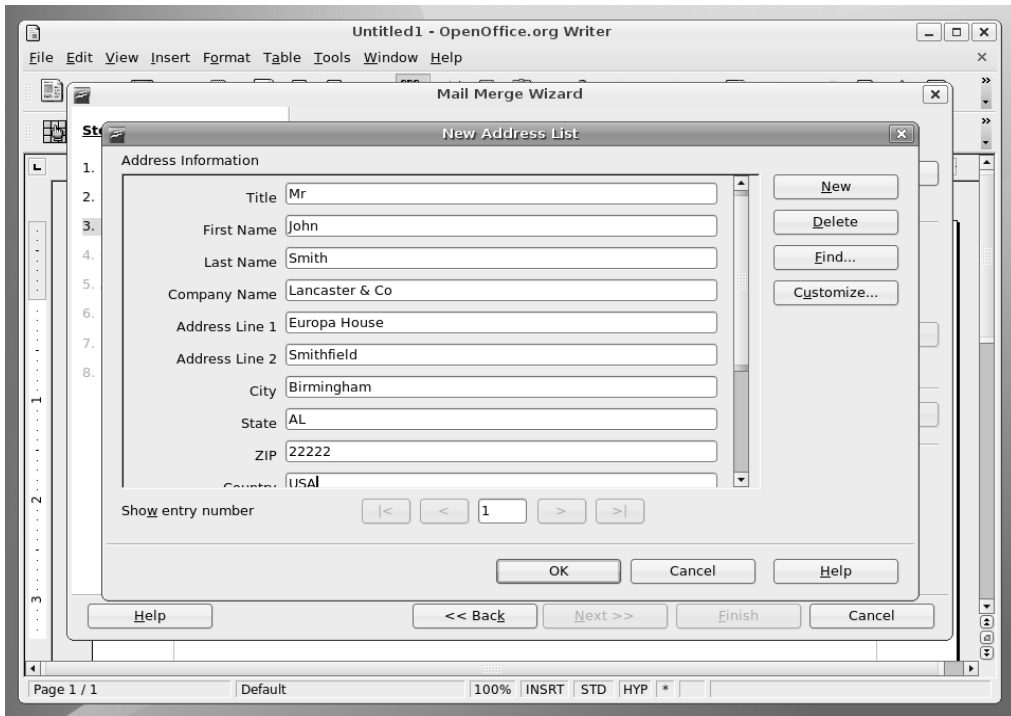 Untitled1 - OpenOffice.org Writer
File Edit View Insert Format Table Tools Window Help
Mail Merge Wizard
New Address List
Address Information
1.
2.
3.
4.
5.
6.
7.
8.
Title Mr
First Name John
Last Name Smith
Company Name Lancaster & Co
Address Line 1 Europa House
Address Line 2 Smithfield
City Birmingham
State AL
ZIP 22222
Country USA
New
Delete
Find...
Customize...
Show entry number |< < 1 > >|
OK Cancel Help
Help << Back Next >> Finish Cancel
1
2
3
Page 1 / 1 Default 100% INSRT STD HYP *